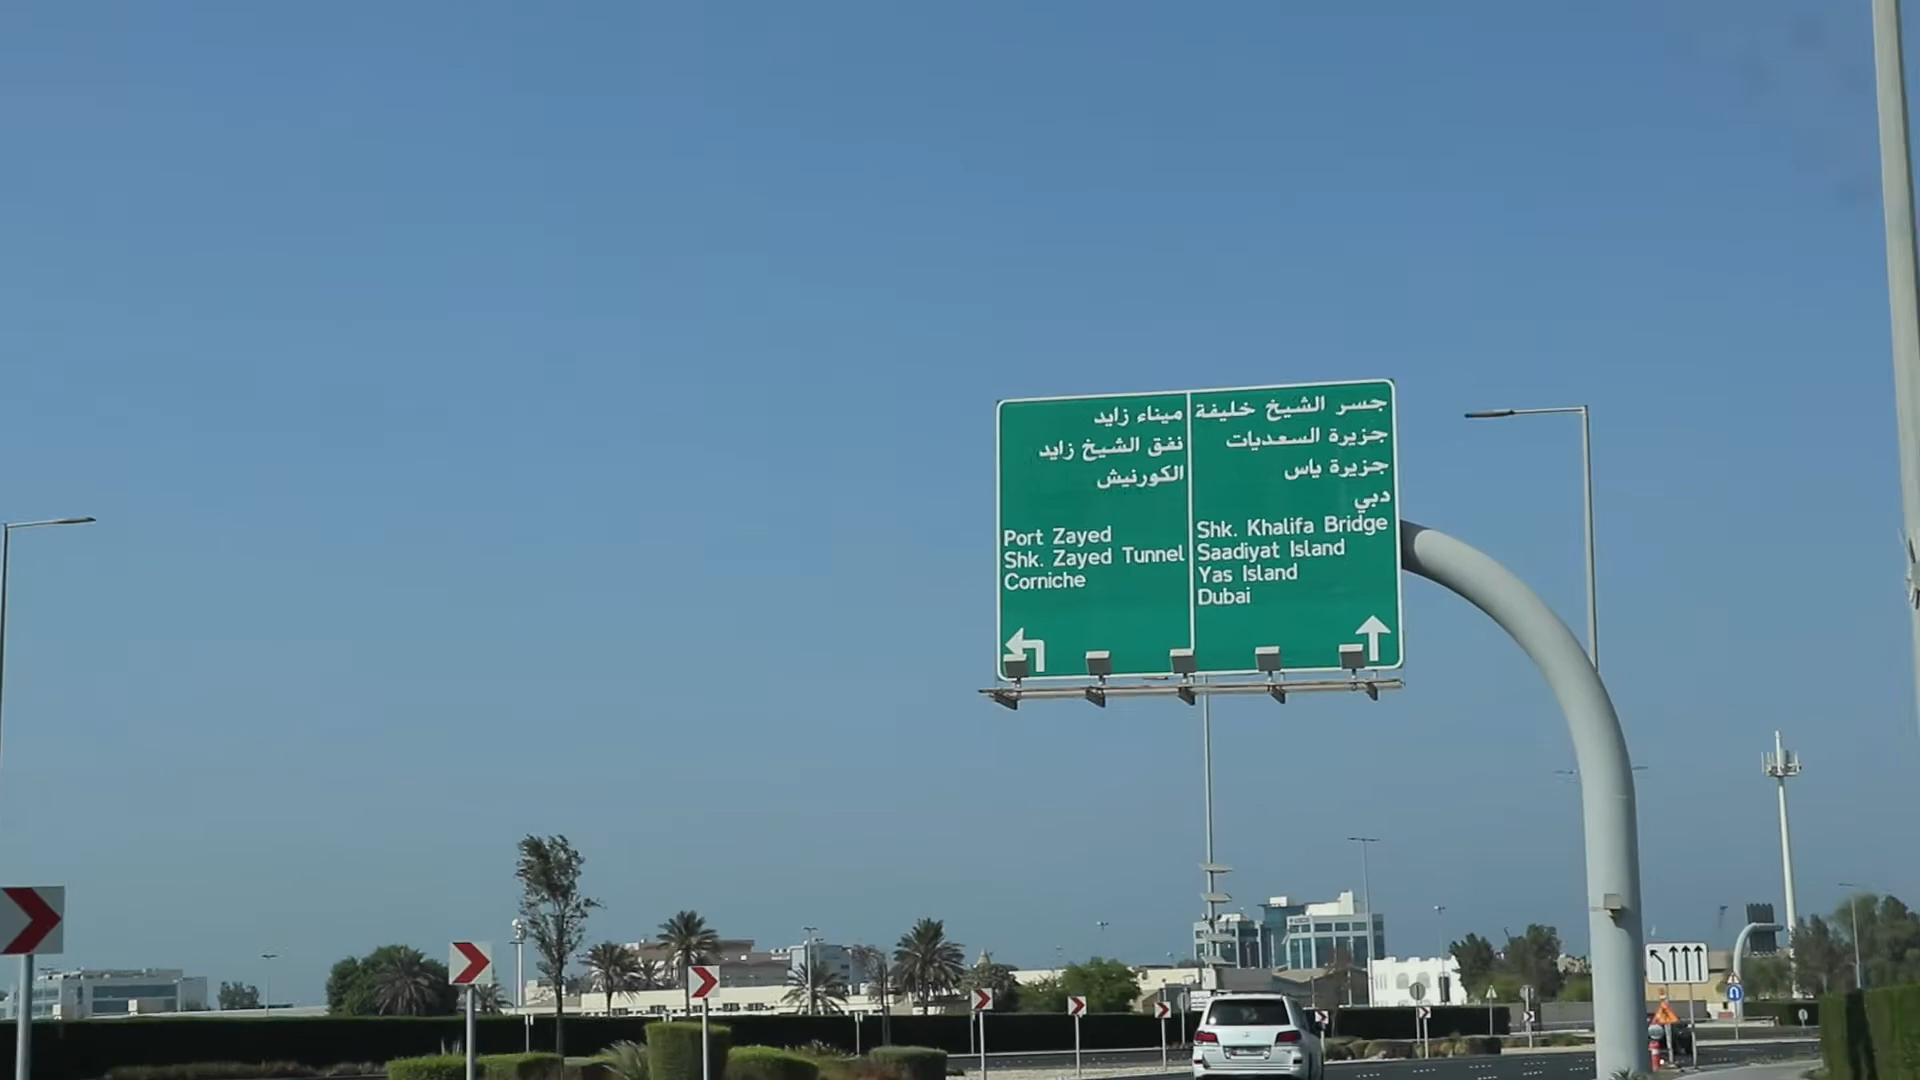 ميناء زايد
نفق الشيخ زايد
الكورنيش
Port Zayed
Shk. Zayed Tunnel
Corniche
جسر الشيخ خليفة
جزيرة السعديات
جزيرة ياس
دبي
Shk. Khalifa Bridge
Saadiyat Island
Yas Island
Dubai